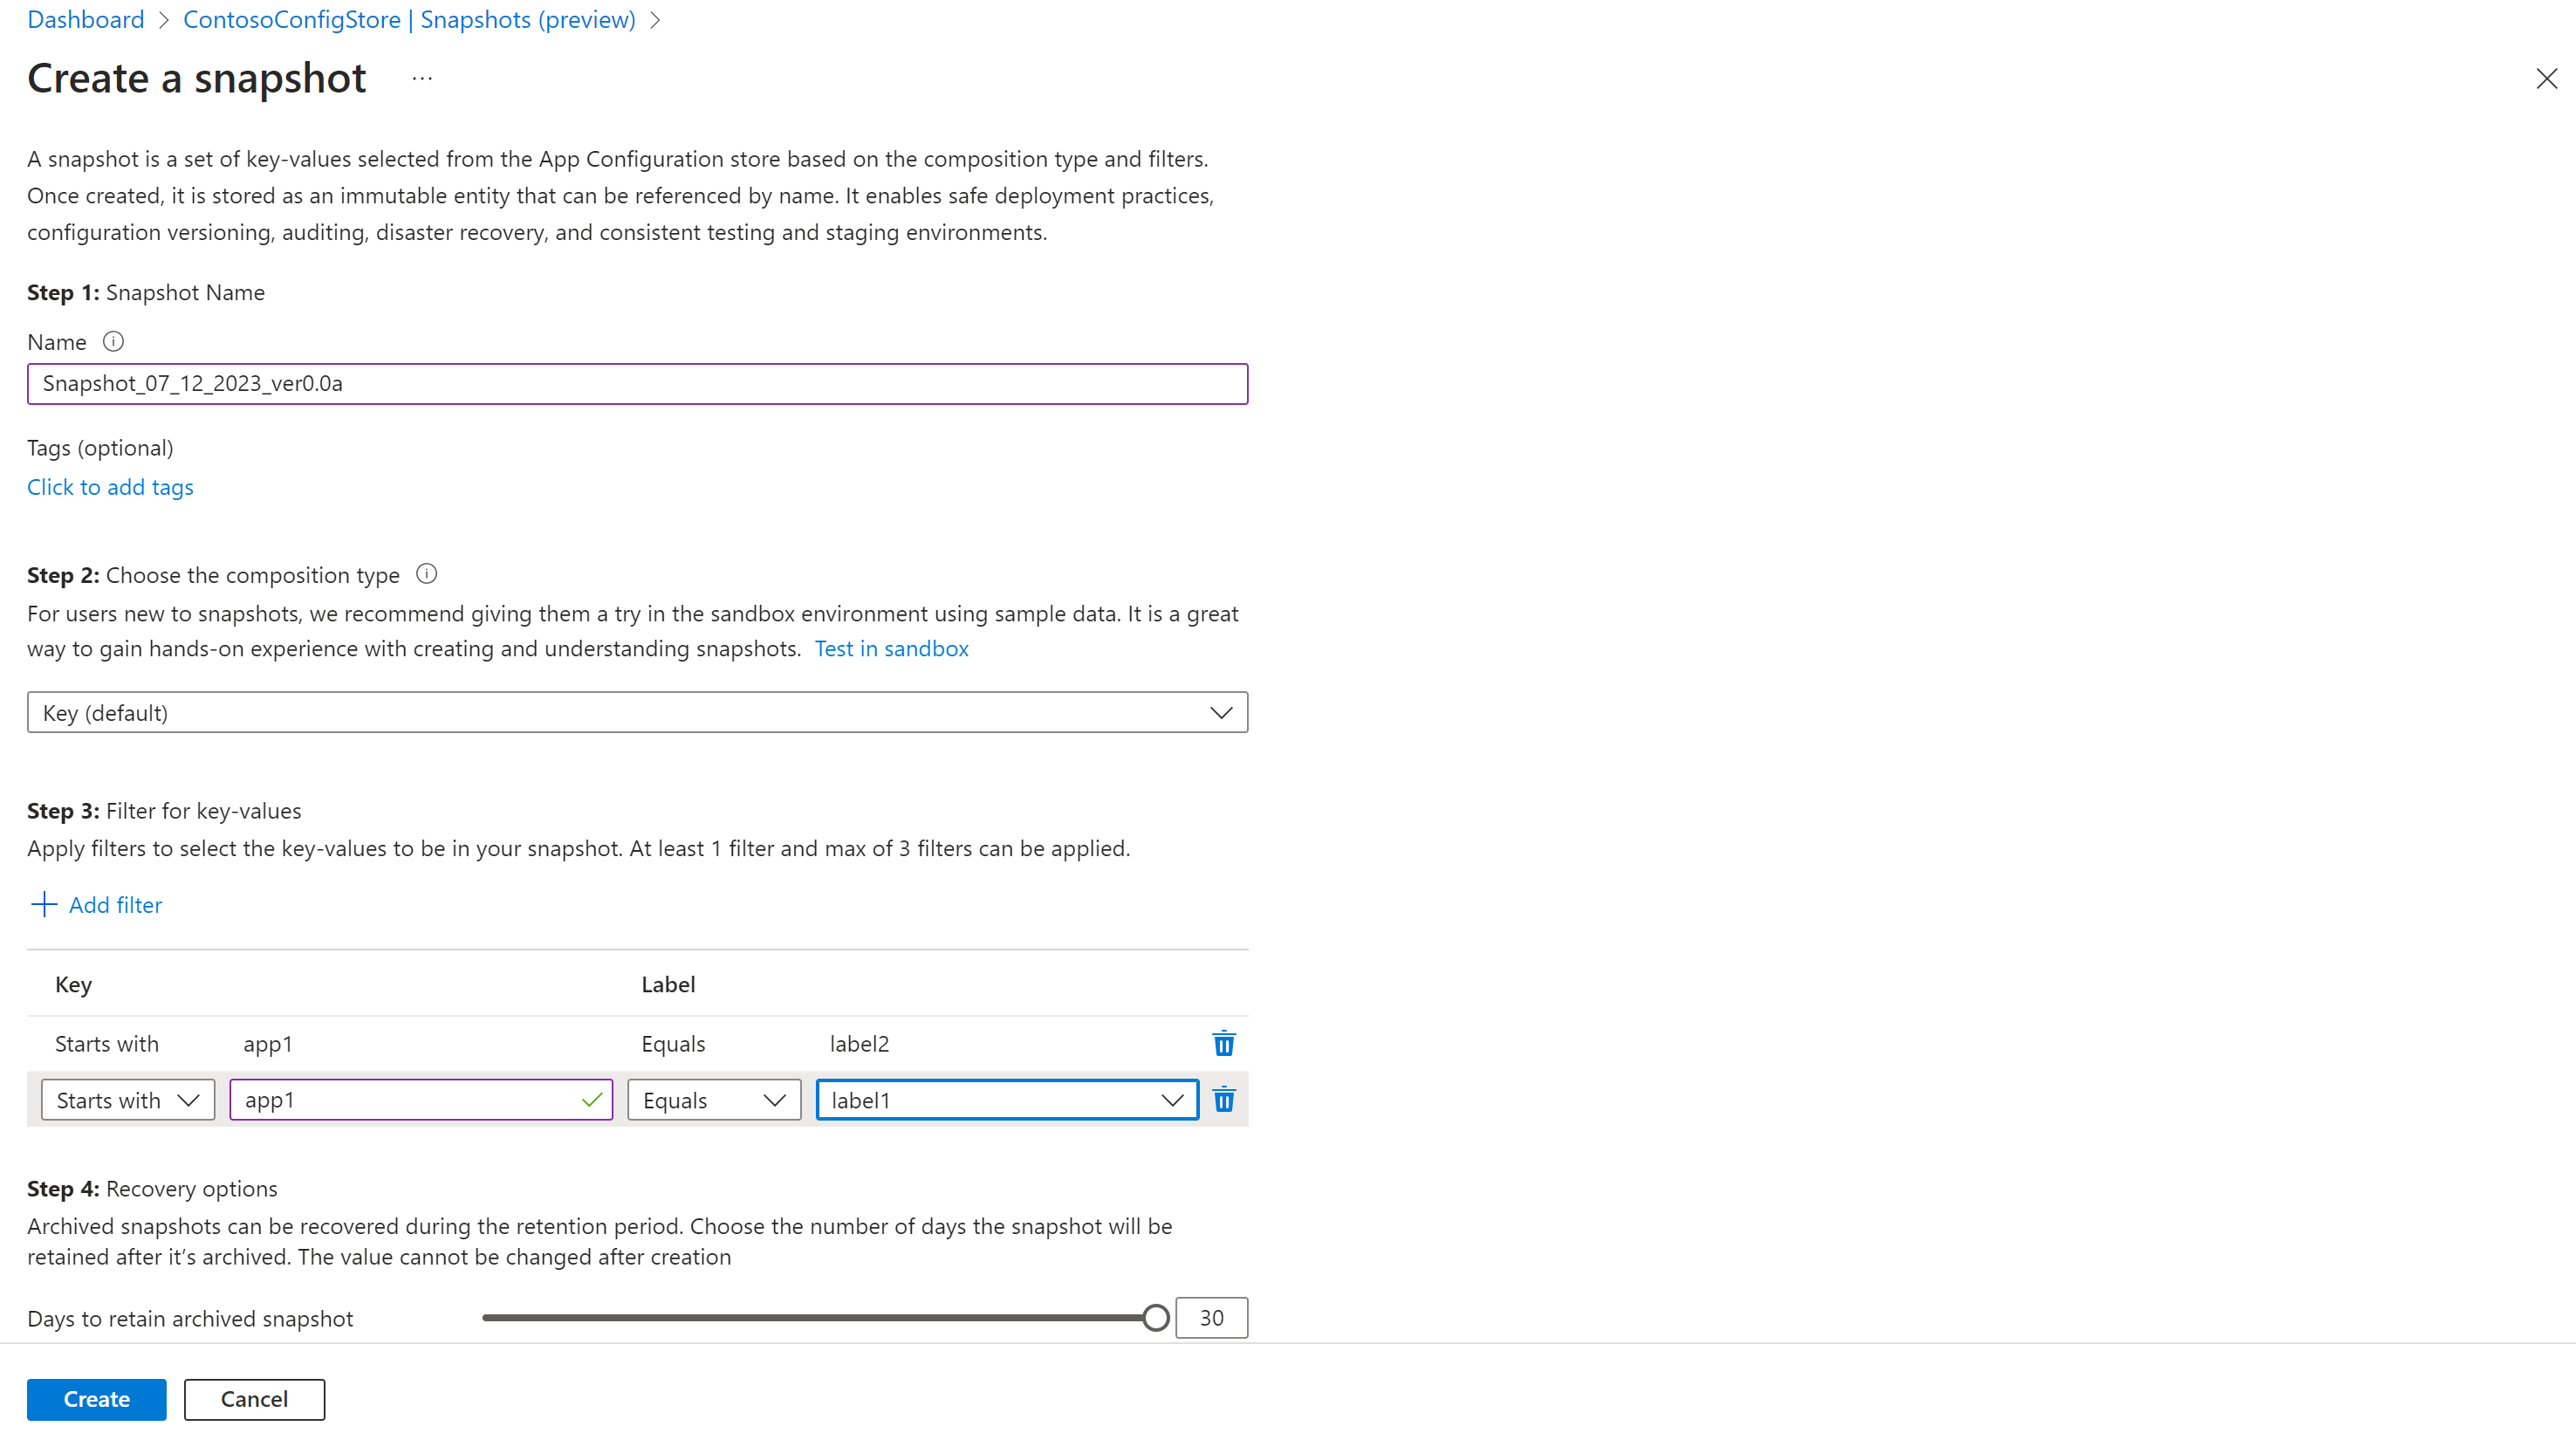 Dashboard > ContosoConfigStore | Snapshots (preview) >
Create a snapshot ...
A snapshot is a set of key-values selected from the App Configuration store based on the composition type and filters.
Once created, it is stored as an immutable entity that can be referenced by name. It enables safe deployment practices,
configuration versioning, auditing, disaster recovery, and consistent testing and staging environments.
Step 1: Snapshot Name
Name
Snapshot_07_12_2023_ver0.0a
Tags (optional)
Click to add tags
Step 2: Choose the composition type
For users new to snapshots, we recommend giving them a try in the sandbox environment using sample data. It is a great
way to gain hands-on experience with creating and understanding snapshots. Test in sandbox
Key (default)
Step 3: Filter for key-values
Apply filters to select the key-values to be in your snapshot. At least 1 filter and max of 3 filters can be applied.
Add filter
Key Label
Starts with app1 Equals label2
Starts with app1 Equals label1
Step 4: Recovery options
Archived snapshots can be recovered during the retention period. Choose the number of days the snapshot will be
retained after it’s archived. The value cannot be changed after creation
Days to retain archived snapshot 30
Create Cancel